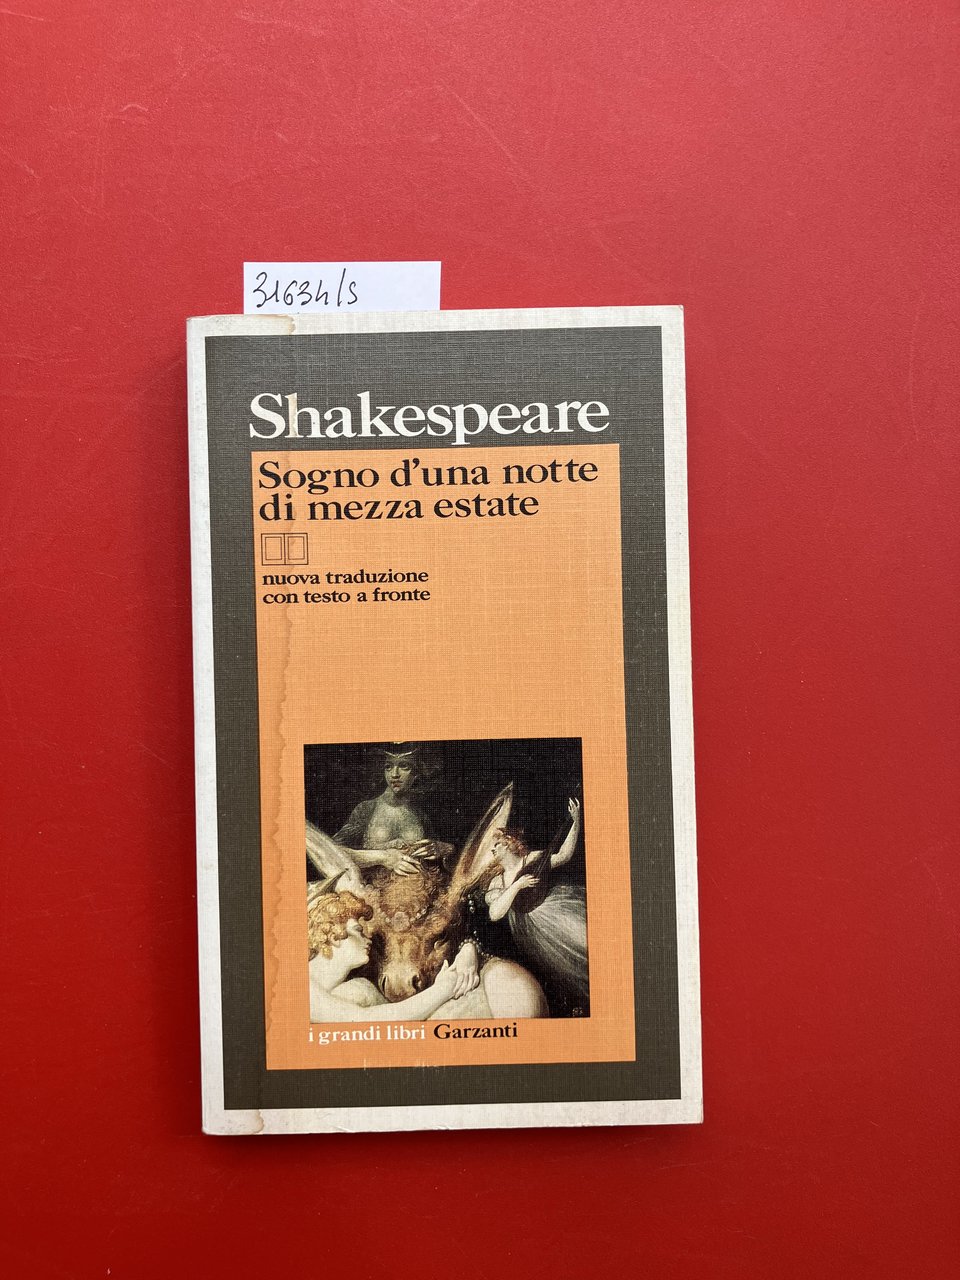 31634/s
Shakespeare
Sogno d'una notte
di mezza estate
nuova traduzione
con testo a fronte
i grandi libri Garzanti